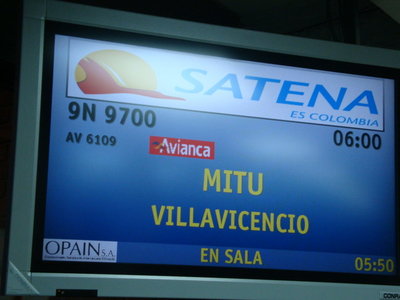 SATENA
ES COLOMBIA
9N 9700
06:00
AV 6109
Avianca
MITU
VILLAVICENCIO
OPAIN S.A.
EN SALA
05:50